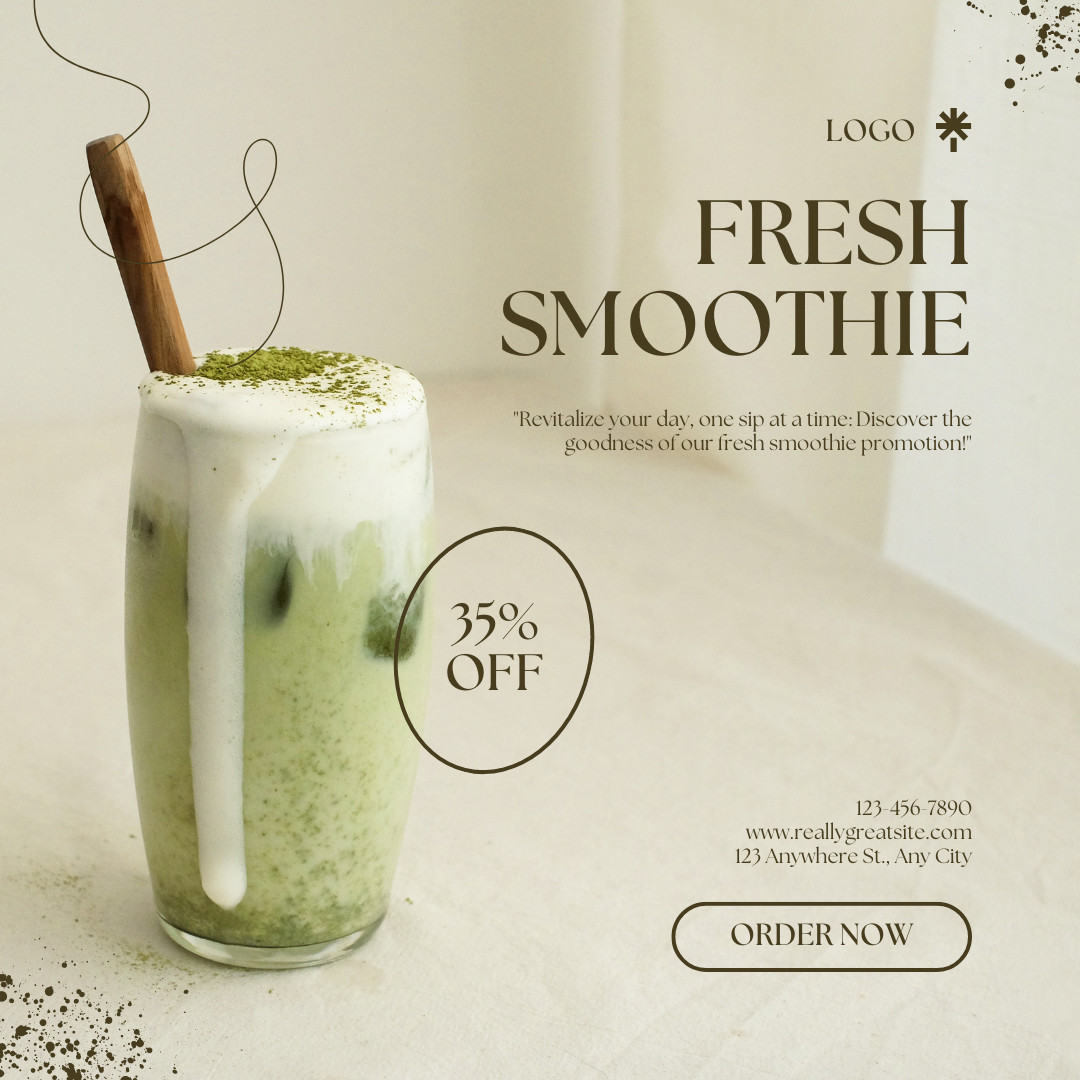 LOGO
FRESH
SMOOTHIE
"Revitalize your day, one sip at a time: Discover the
goodness of our fresh smoothie promotion!"
35%
OFF
123-456-7890
www.reallygreatsite.com
123 Anywhere St., Any City
ORDER NOW